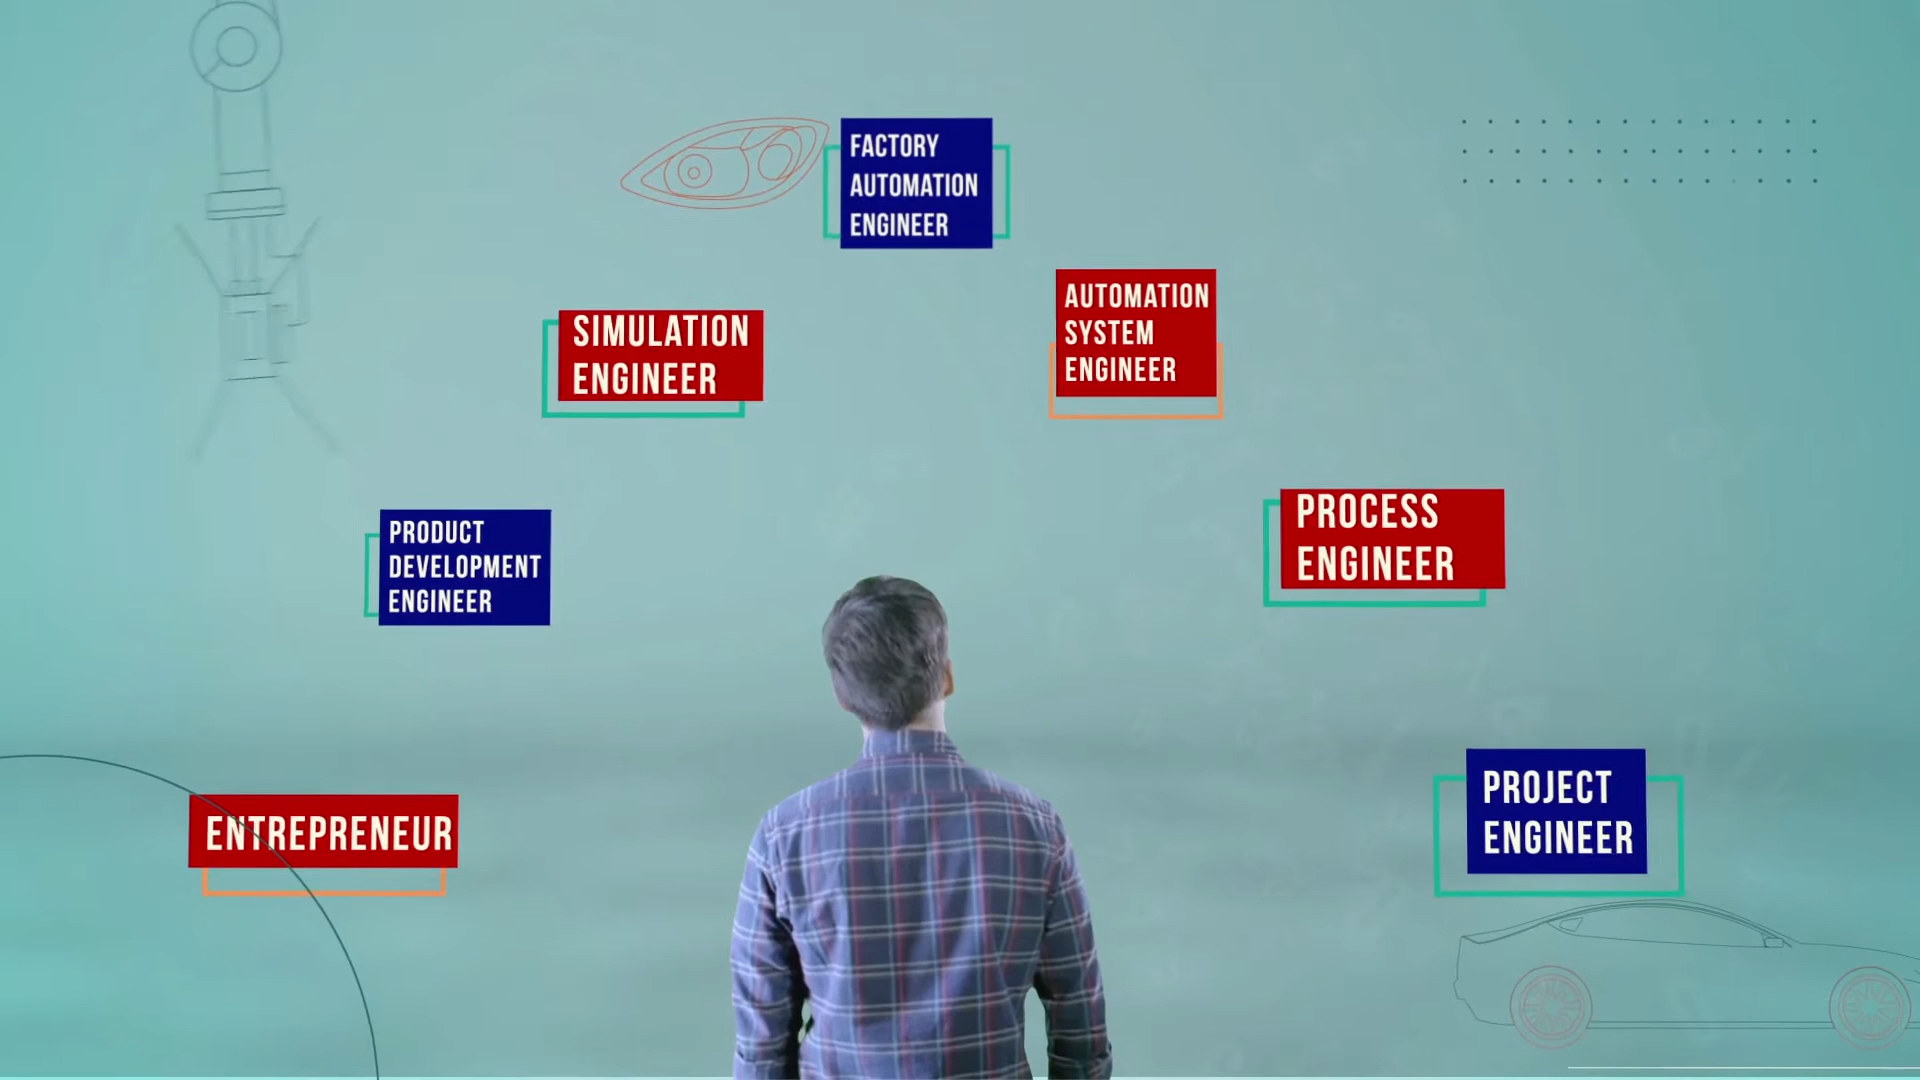 FACTORY
AUTOMATION
ENGINEER
SIMULATION
ENGINEER
AUTOMATION
SYSTEM
ENGINEER
PRODUCT
DEVELOPMENT
ENGINEER
PROCESS
ENGINEER
ENTREPRENEUR
PROJECT
ENGINEER